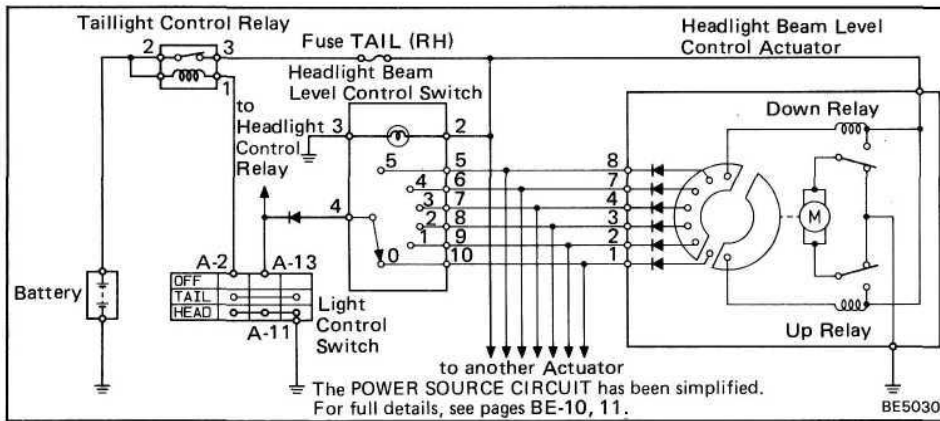 Taillight Control Relay
2
3
1
Fuse TAIL (RH)
Headlight Beam Level
Control Actuator
Headlight Beam
Level Control Switch
to
Headlight
Control
Relay
3
2
5
5
4
6
3
7
4
2
8
1
9
0
10
8
7
4
3
2
1
Down Relay
M
Up Relay
Battery
A-2
A-13
OFF
TAIL
HEAD
A-11
Light
Control
Switch
to another Actuator
The POWER SOURCE CIRCUIT has been simplified.
For full details, see pages BE-10, 11.
BE5030